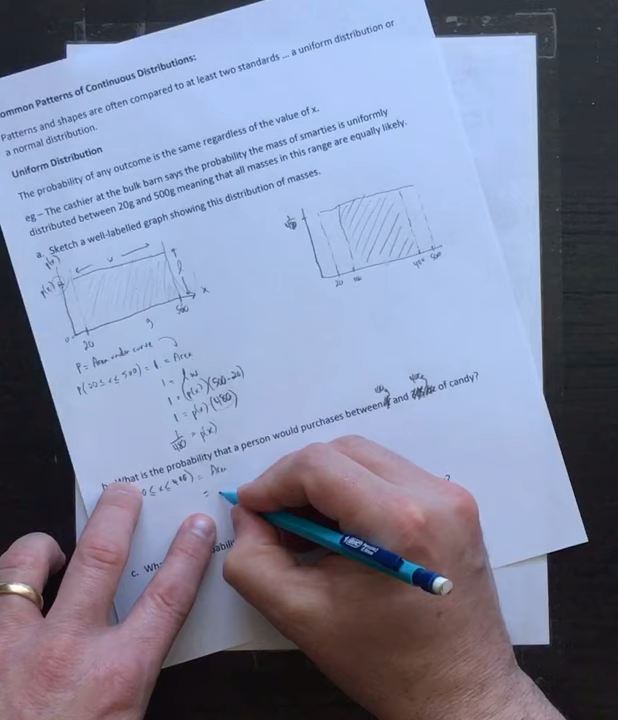 ommon Patterns of Continuous Distributions:
Patterns and shapes are often compared to at least two standards ... a uniform distribution or
a normal distribution.
Uniform Distribution
The probability of any outcome is the same regardless of the value of x.
eg – The cashier at the bulk barn says the probability the mass of smarties is uniformly
distributed between 20g and 500g meaning that all masses in this range are equally likely.
a. Sketch a well-labelled graph showing this distribution of masses.
p(x)
w
p(x)
l
x
0
20
500
g
1/480
20
500
P = Area under curve
P(20 ≤ x ≤ 500) = 1 = Area
1 = l w
1 = (p(x))(500-20)
1 = p(x) (480)
1/480 = p(x)
What is the probability that a person would purchases between and of candy?
≤ x ≤ 400) = Area
=
?
c. Wh
BIC